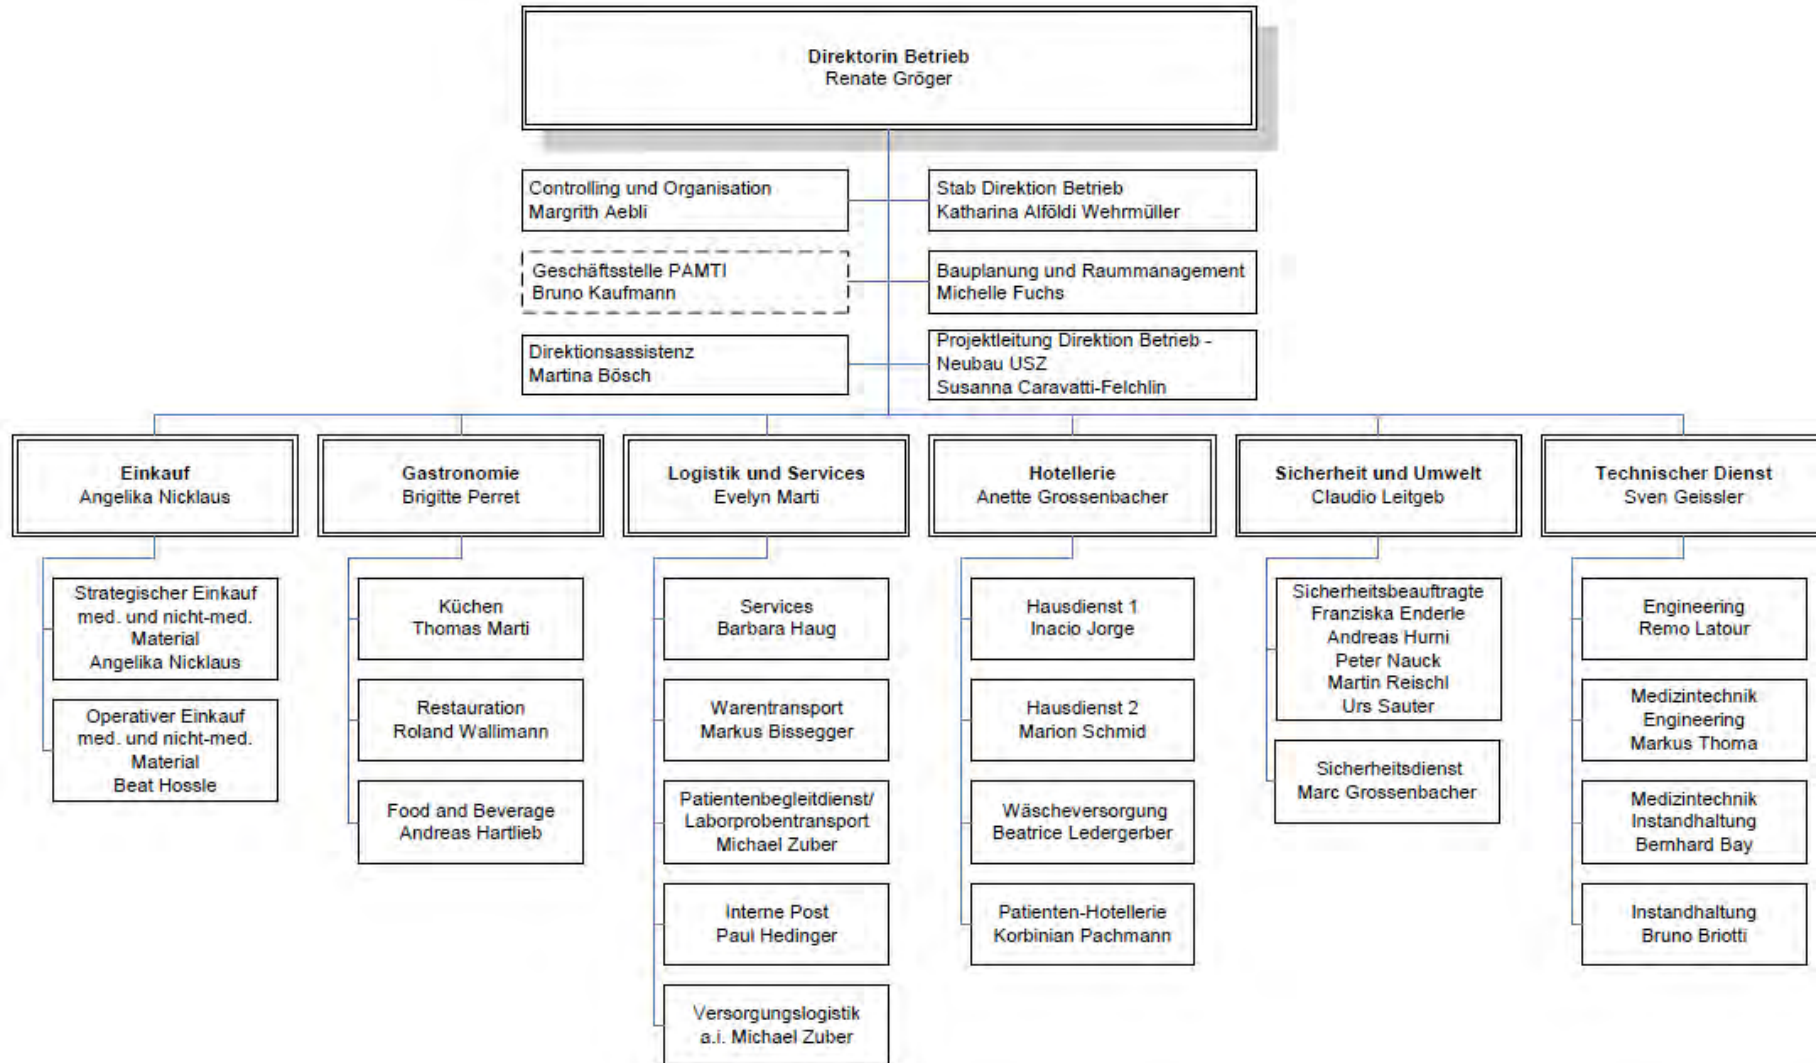 Direktorin Betrieb
Renate Gröger
Controlling und Organisation
Margrith Aebli
Stab Direktion Betrieb
Katharina Alföldi Wehrmüller
Geschäftsstelle PAMTI
Bruno Kaufmann
Bauplanung und Raummanagement
Michelle Fuchs
Direktionsassistenz
Martina Bösch
Projektleitung Direktion Betrieb -
Neubau USZ
Susanna Caravatti-Felchlin
Einkauf
Angelika Nicklaus
Strategischer Einkauf
med. und nicht-med.
Material
Angelika Nicklaus
Operativer Einkauf
med. und nicht-med.
Material
Beat Hossle
Gastronomie
Brigitte Perret
Küchen
Thomas Marti
Restauration
Roland Wallimann
Food and Beverage
Andreas Hartlieb
Logistik und Services
Evelyn Marti
Services
Barbara Haug
Warentransport
Markus Bissegger
Patientenbegleitdienst/
Laborprobentransport
Michael Zuber
Interne Post
Paul Hedinger
Versorgungslogistik
a.i. Michael Zuber
Hotellerie
Anette Grossenbacher
Hausdienst 1
Inacio Jorge
Hausdienst 2
Marion Schmid
Wäscheversorgung
Beatrice Ledergerber
Patienten-Hotellerie
Korbinian Pachmann
Sicherheit und Umwelt
Claudio Leitgeb
Sicherheitsbeauftragte
Franziska Enderle
Andreas Hurni
Peter Nauck
Martin Reischl
Urs Sauter
Sicherheitsdienst
Marc Grossenbacher
Technischer Dienst
Sven Geissler
Engineering
Remo Latour
Medizintechnik
Engineering
Markus Thoma
Medizintechnik
Instandhaltung
Bernhard Bay
Instandhaltung
Bruno Briotti